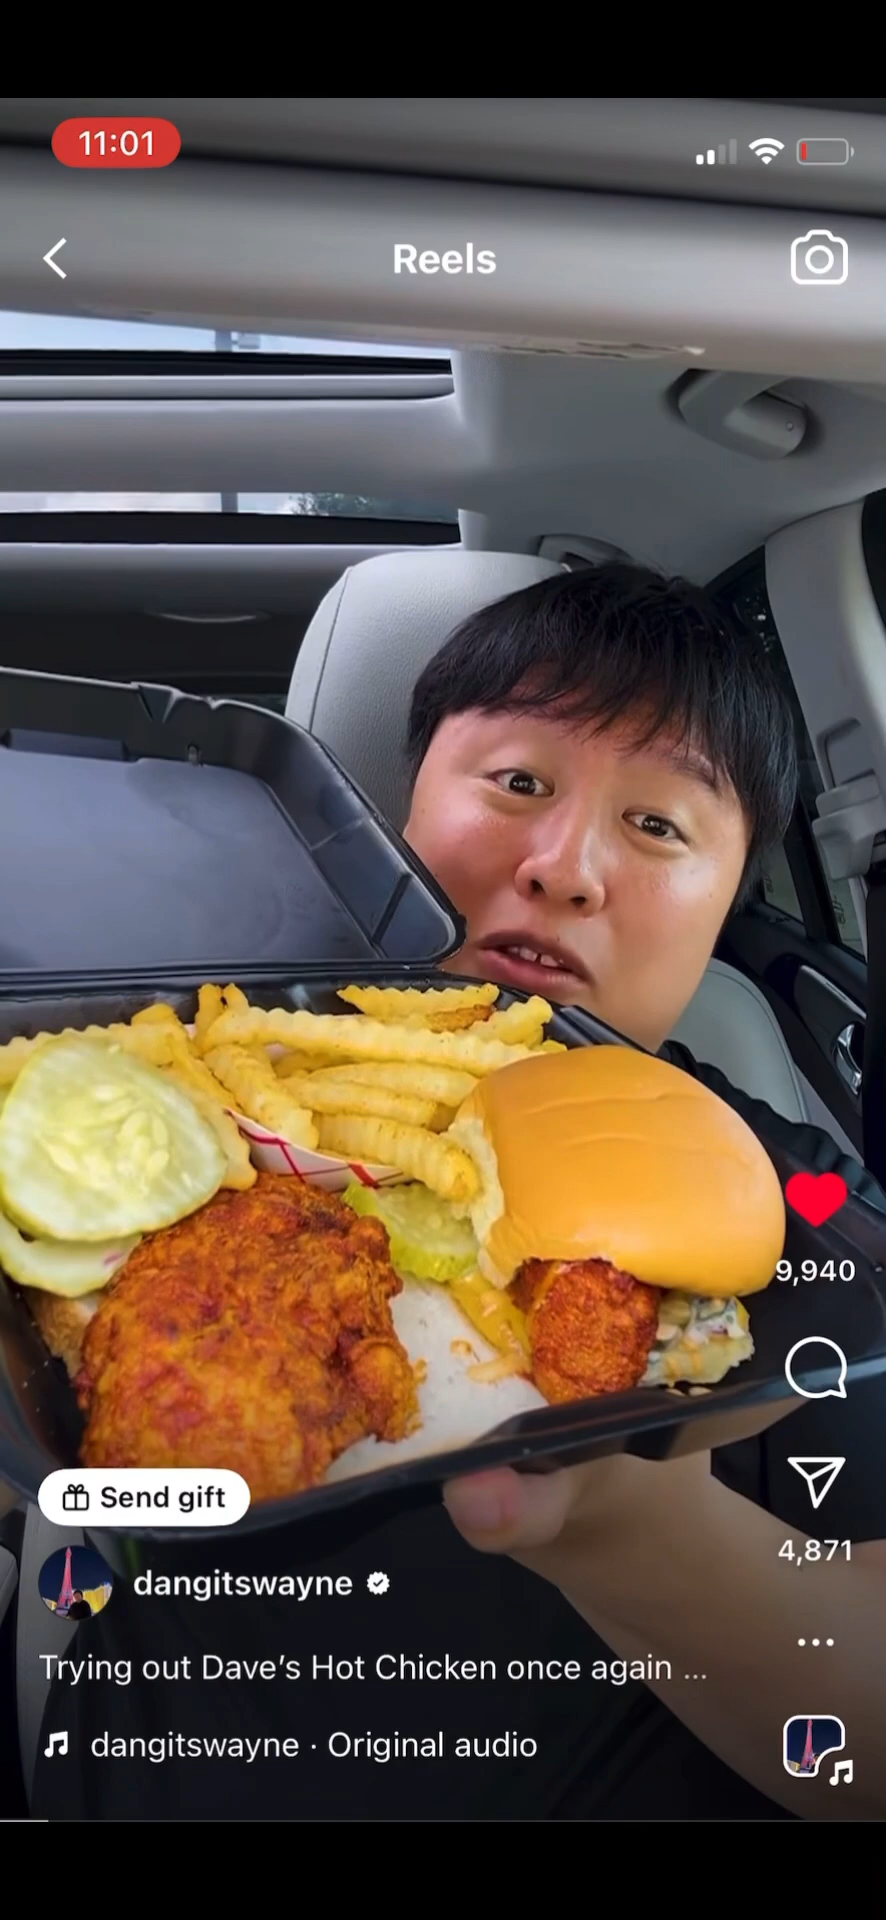 11:01
Reels
9,940
4,871
Send gift
dangitswayne
Trying out Dave's Hot Chicken once again ...
dangitswayne · Original audio